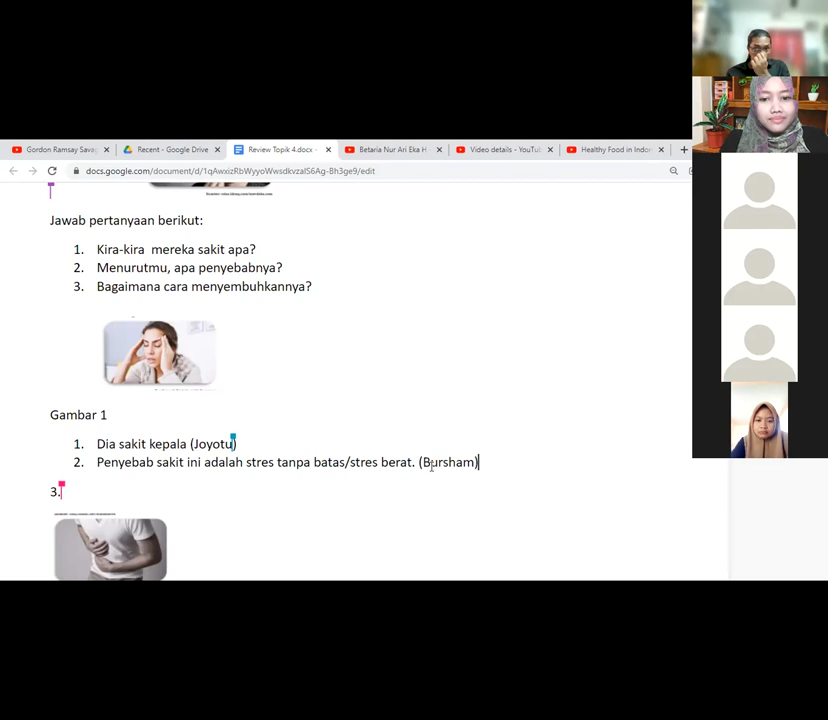 Gordon Ramsay Sava
Recent - Google Drive
Review Topik 4.docx -
Betaria Nur Ari Eka H
Video details - YouTu
Healthy Food in Indo
docs.google.com/document/d/1qAwxizRbWyyoWwsdkvzaIS6Ag-Bh3ge9/edit
Jawab pertanyaan berikut:
1. Kira-kira mereka sakit apa?
2. Menurutmu, apa penyebabnya?
3. Bagaimana cara menyembuhkannya?
Gambar 1
1. Dia sakit kepala (Joyotu)
2. Penyebab sakit ini adalah stres tanpa batas/stres berat. (Bursham)
3.